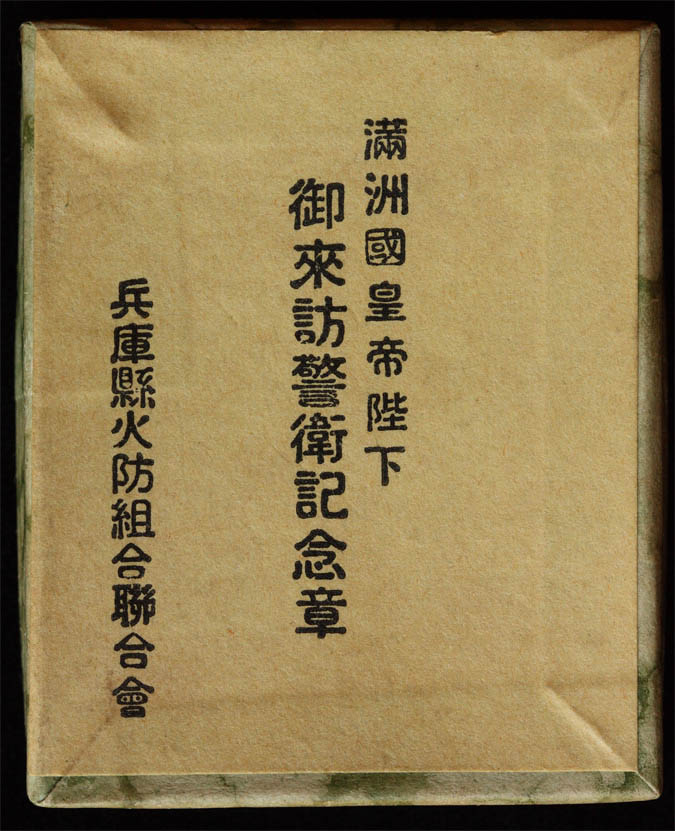 滿洲國皇帝陛下
御來訪警衛記念章
兵庫縣火防組合聯合會